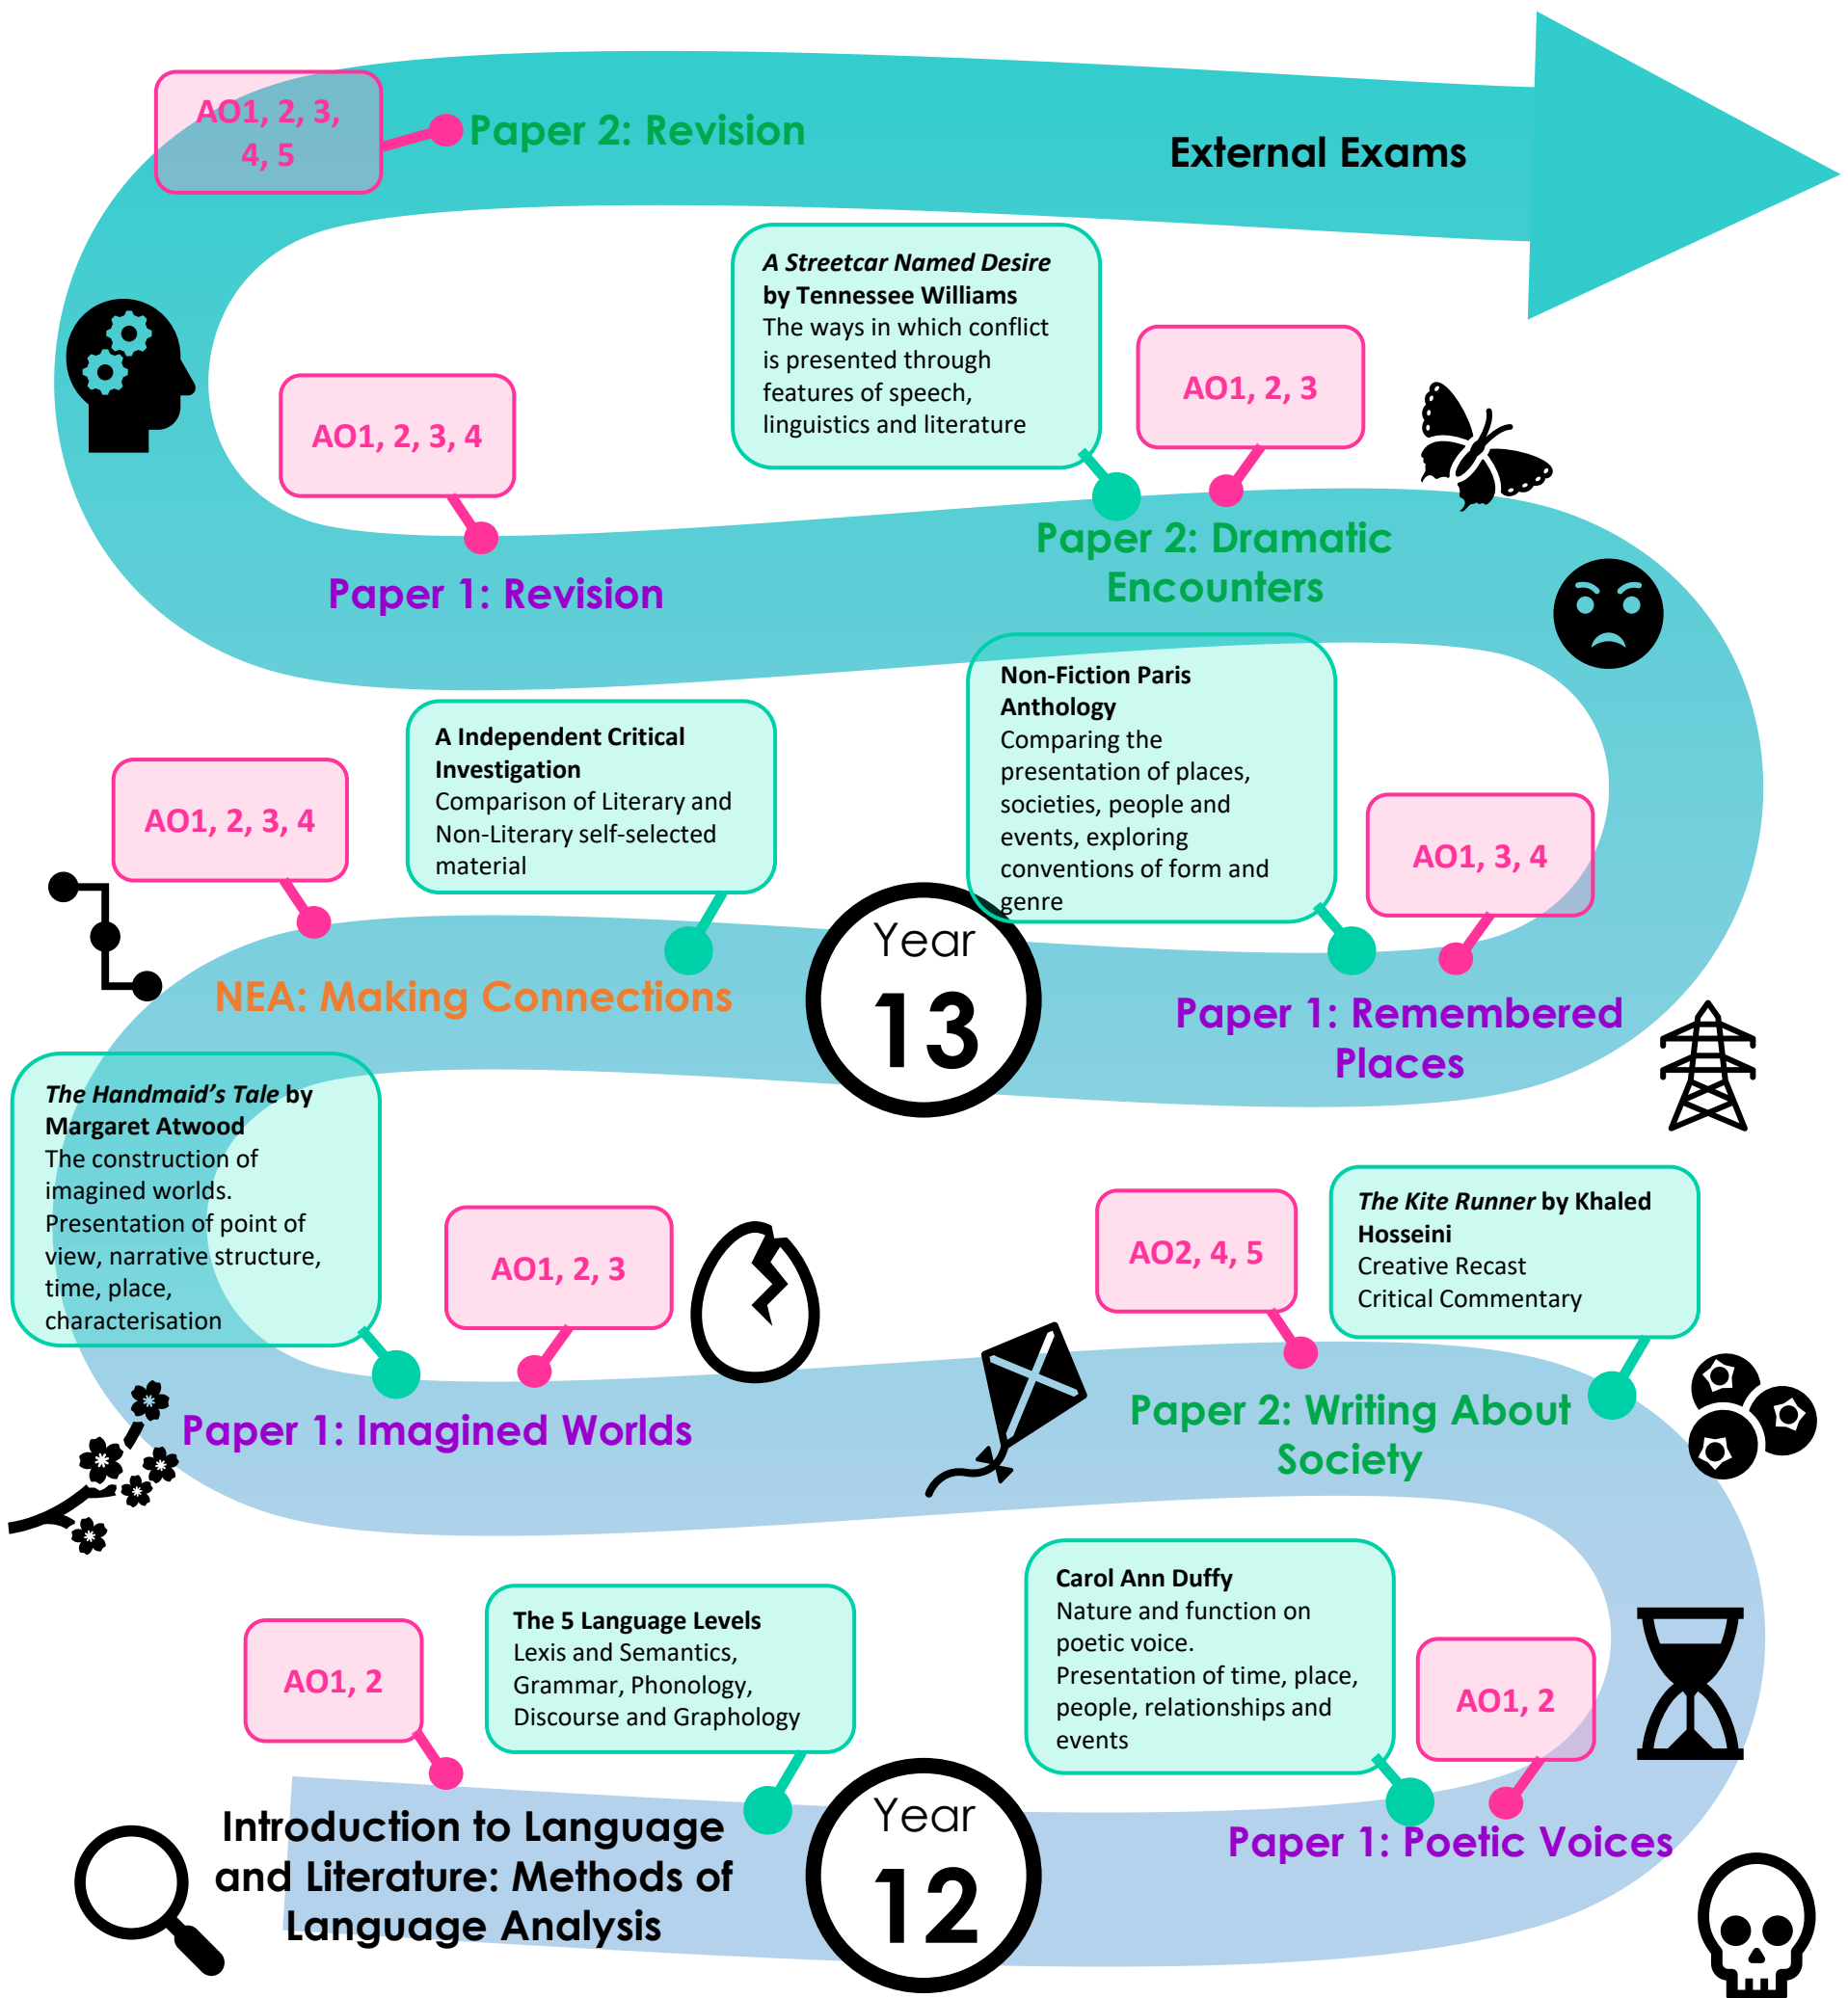 AO1, 2, 3,
4, 5
Paper 2: Revision
External Exams
A Streetcar Named Desire
by Tennessee Williams
The ways in which conflict
is presented through
features of speech,
linguistics and literature
AO1, 2, 3
AO1, 2, 3, 4
Paper 2: Dramatic
Encounters
Paper 1: Revision
Non-Fiction Paris
Anthology
Comparing the
presentation of places,
societies, people and
events, exploring
conventions of form and
genre
A Independent Critical
Investigation
Comparison of Literary and
Non-Literary self-selected
material
AO1, 2, 3, 4
AO1, 3, 4
NEA: Making Connections
Year
13
Paper 1: Remembered
Places
The Handmaid’s Tale by
Margaret Atwood
The construction of
imagined worlds.
Presentation of point of
view, narrative structure,
time, place,
characterisation
AO1, 2, 3
AO2, 4, 5
The Kite Runner by Khaled
Hosseini
Creative Recast
Critical Commentary
Paper 1: Imagined Worlds
Paper 2: Writing About
Society
AO1, 2
The 5 Language Levels
Lexis and Semantics,
Grammar, Phonology,
Discourse and Graphology
Carol Ann Duffy
Nature and function on
poetic voice.
Presentation of time, place,
people, relationships and
events
AO1, 2
Introduction to Language
and Literature: Methods of
Language Analysis
Year
12
Paper 1: Poetic Voices